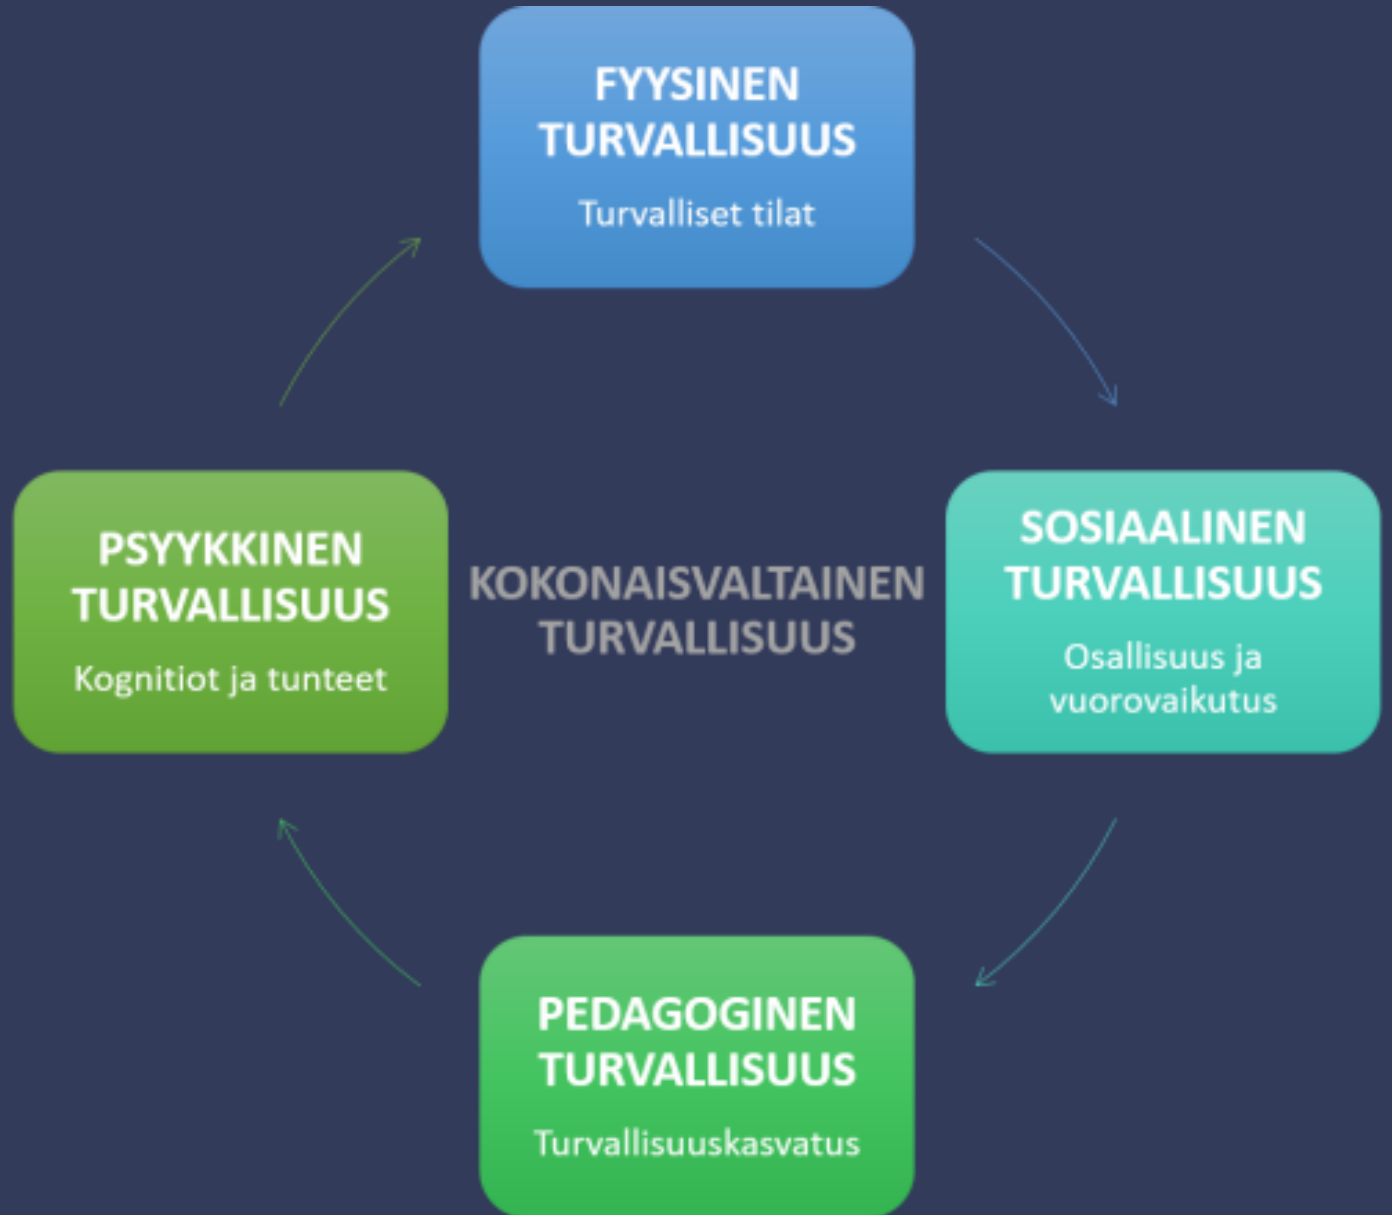 FYYSINEN
TURVALLISUUS
Turvalliset tilat
PSYYKKINEN
TURVALLISUUS
Kognitiot ja tunteet
KOKONAISVALTAINEN
TURVALLISUUS
SOSIAALINEN
TURVALLISUUS
Osallisuus ja
vuorovaikutus
PEDAGOGINEN
TURVALLISUUS
Turvallisuuskasvatus